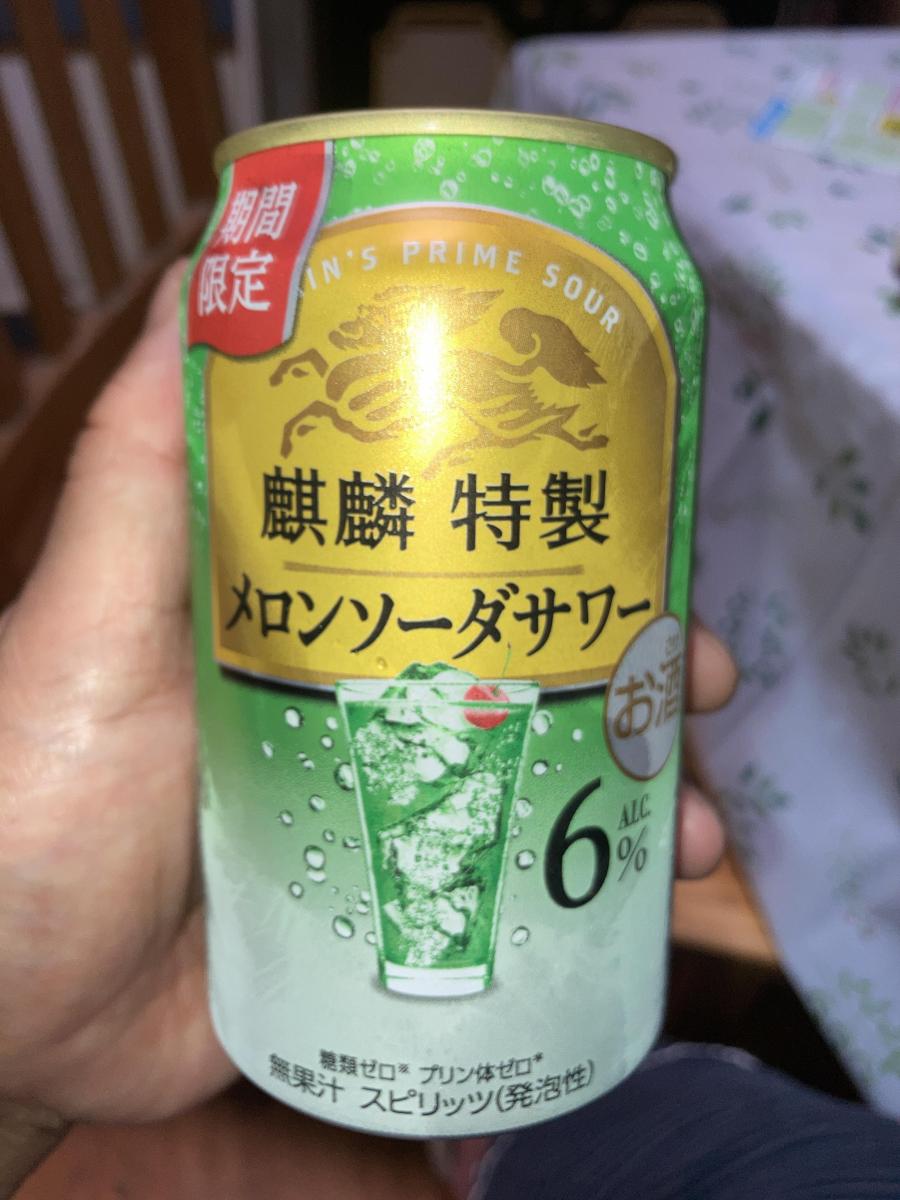 期間
限定
IN'S PRIME SOUR
麒麟 特製
メロンソーダサワー
お酒
6 ALC. %
糖類ゼロ※ プリン体ゼロ*
無果汁 スピリッツ(発泡性)